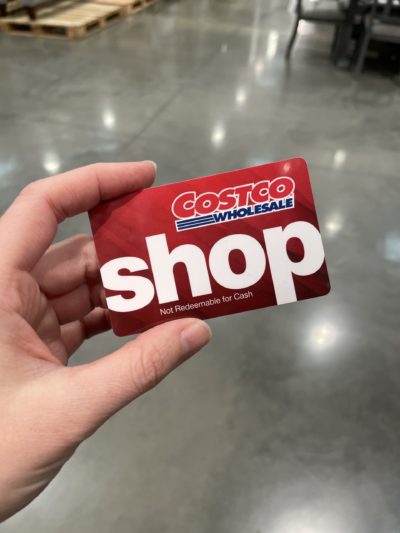 COSTCO
WHOLESALE
shop
Not Redeemable for Cash